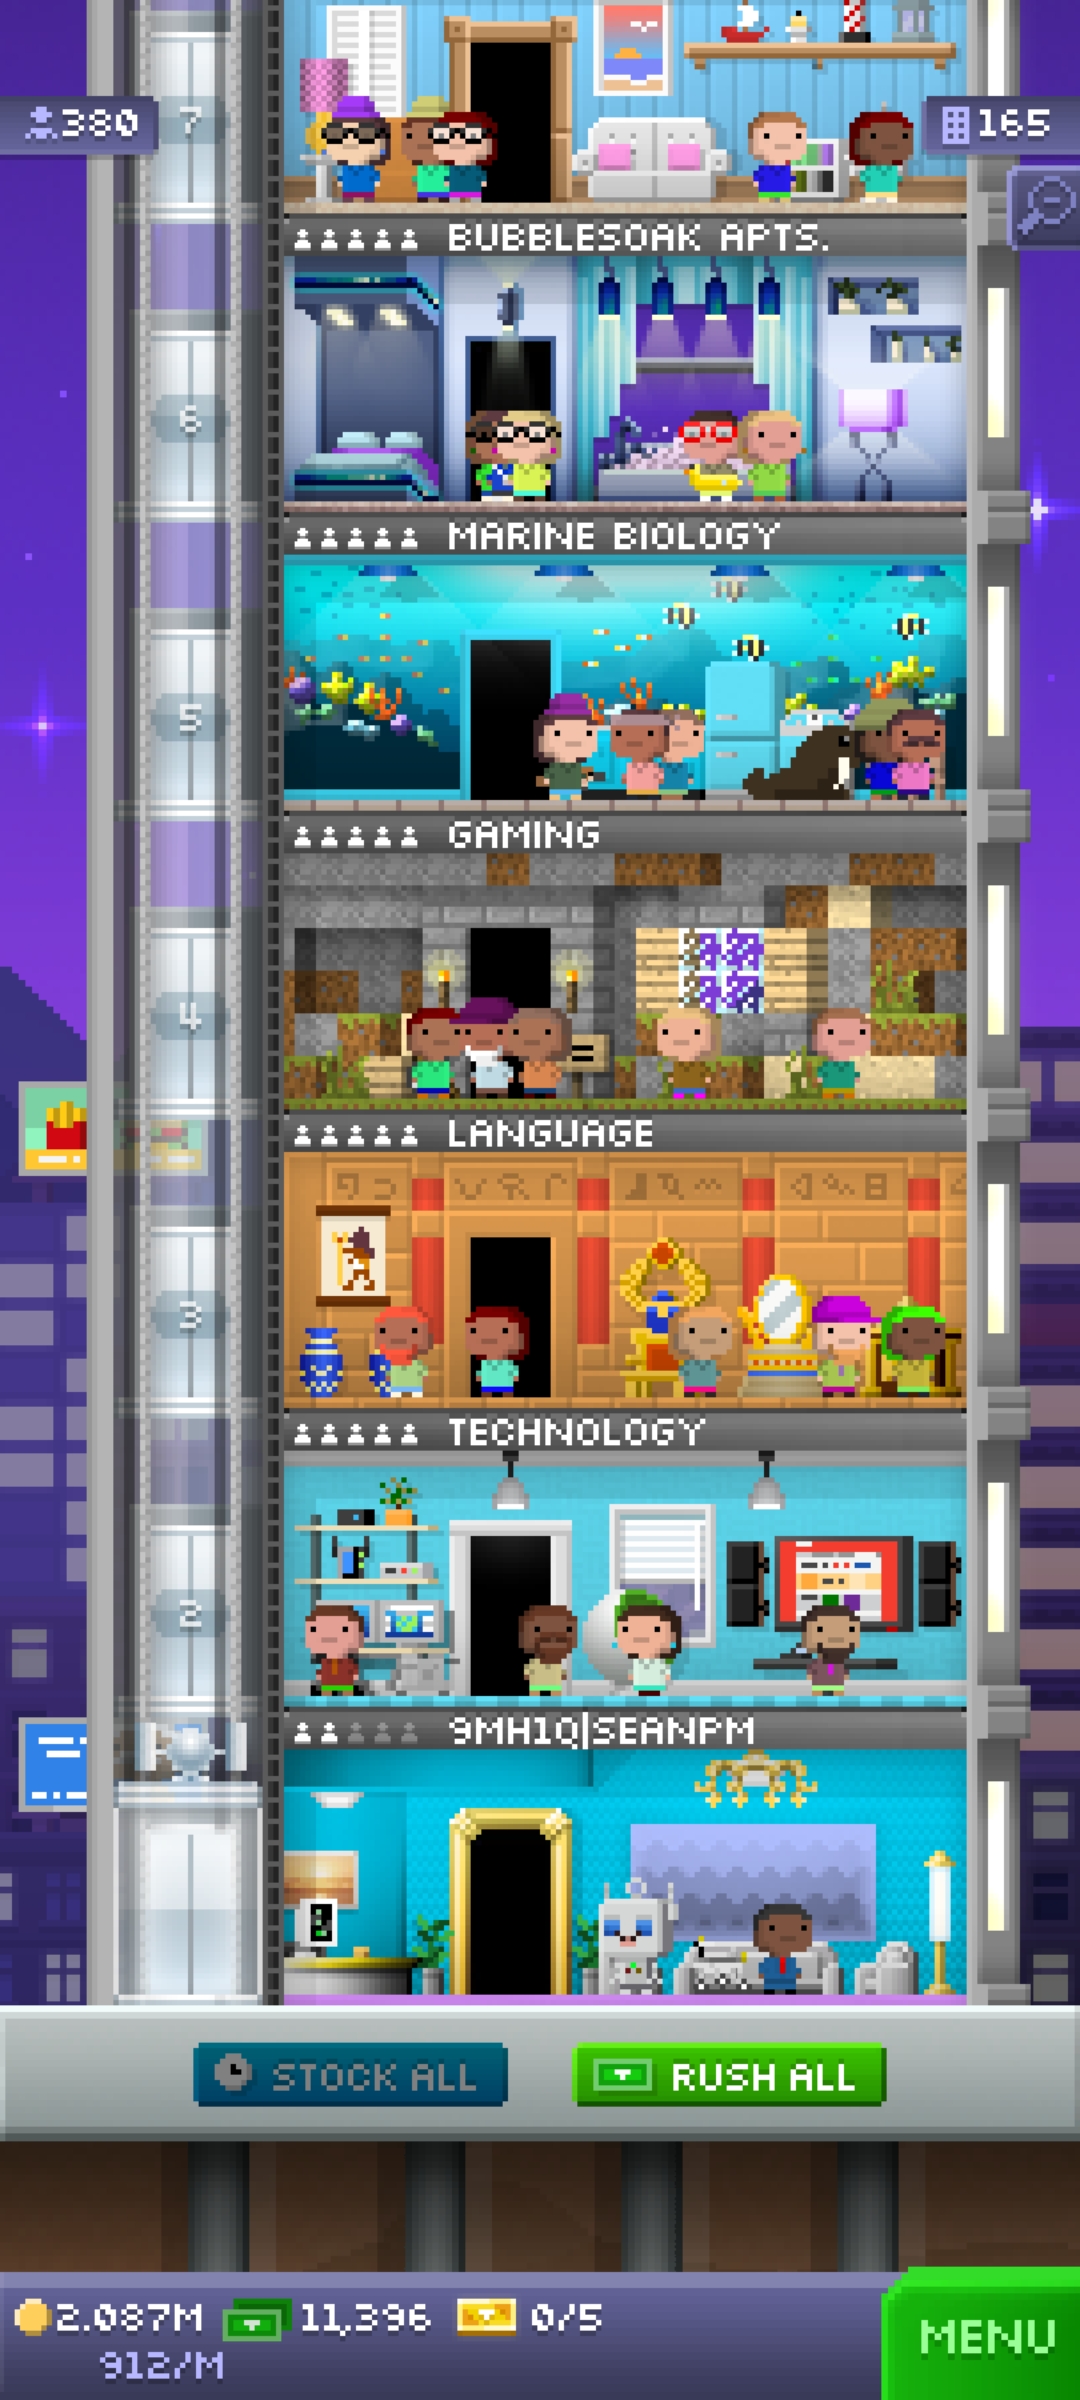 380
7
165
BUBBLESOAK APTS.
6
MARINE BIOLOGY
5
GAMING
4
LANGUAGE
3
TECHNOLOGY
2
9MH1Q|SEANPM
STOCK ALL
RUSH ALL
2.087M
11,396
0/5
912/M
MENU